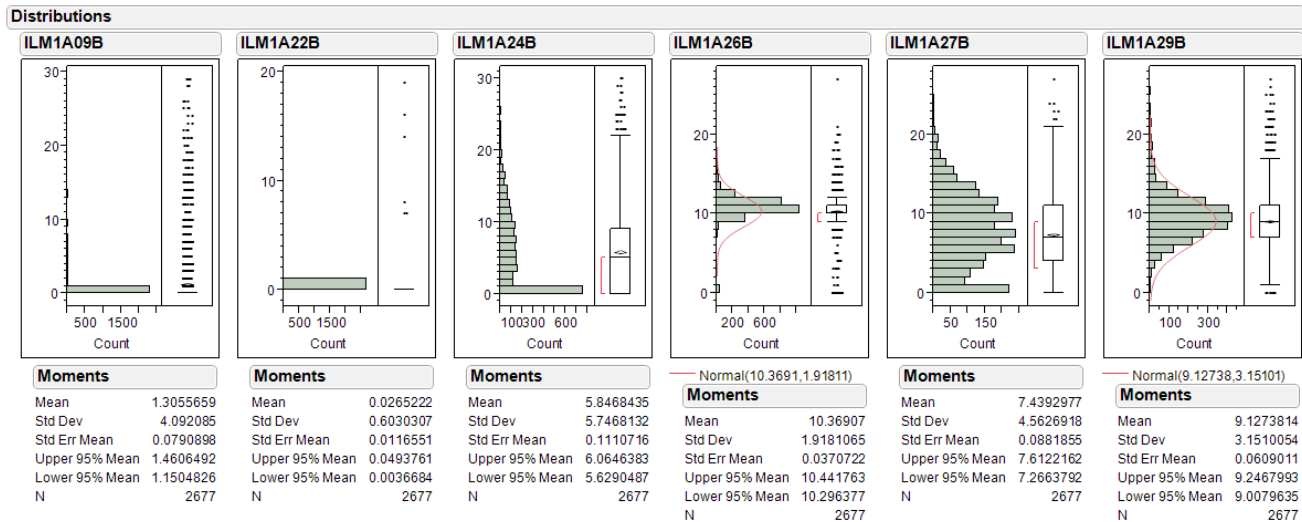 Distributions
ILM1A09B
30
20
10
0
500 1500
Count
Moments
Mean 1.3055659
Std Dev 4.092085
Std Err Mean 0.0790898
Upper 95% Mean 1.4606492
Lower 95% Mean 1.1504826
N 2677
ILM1A22B
20
10
0
500 1500
Count
Moments
Mean 0.0265222
Std Dev 0.6030307
Std Err Mean 0.0116551
Upper 95% Mean 0.0493761
Lower 95% Mean 0.0036684
N 2677
ILM1A24B
30
20
10
0
100300 600
Count
Moments
Mean 5.8468435
Std Dev 5.7468132
Std Err Mean 0.1110716
Upper 95% Mean 6.0646383
Lower 95% Mean 5.6290487
N 2677
ILM1A26B
20
10
0
200 600
Count
Normal(10.3691,1.91811)
Moments
Mean 10.36907
Std Dev 1.9181065
Std Err Mean 0.0370722
Upper 95% Mean 10.441763
Lower 95% Mean 10.296377
N 2677
ILM1A27B
20
10
0
50 150
Count
Moments
Mean 7.4392977
Std Dev 4.5626918
Std Err Mean 0.0881855
Upper 95% Mean 7.6122162
Lower 95% Mean 7.2663792
N 2677
ILM1A29B
20
10
0
100 300
Count
Normal(9.12738,3.15101)
Moments
Mean 9.1273814
Std Dev 3.1510054
Std Err Mean 0.0609011
Upper 95% Mean 9.2467993
Lower 95% Mean 9.0079635
N 2677